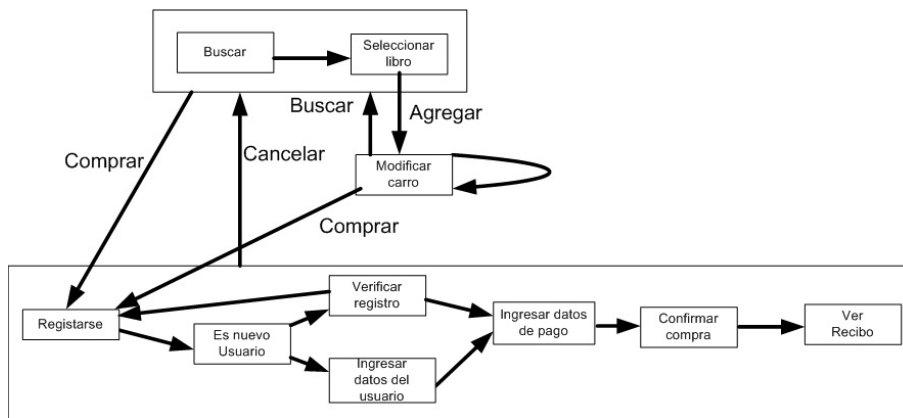 Buscar
Seleccionar
libro
Buscar
Agregar
Comprar
Cancelar
Modificar
carro
Comprar
Registarse
Es nuevo
Usuario
Verificar
registro
Ingresar
datos del
usuario
Ingresar datos
de pago
Confirmar
compra
Ver
Recibo